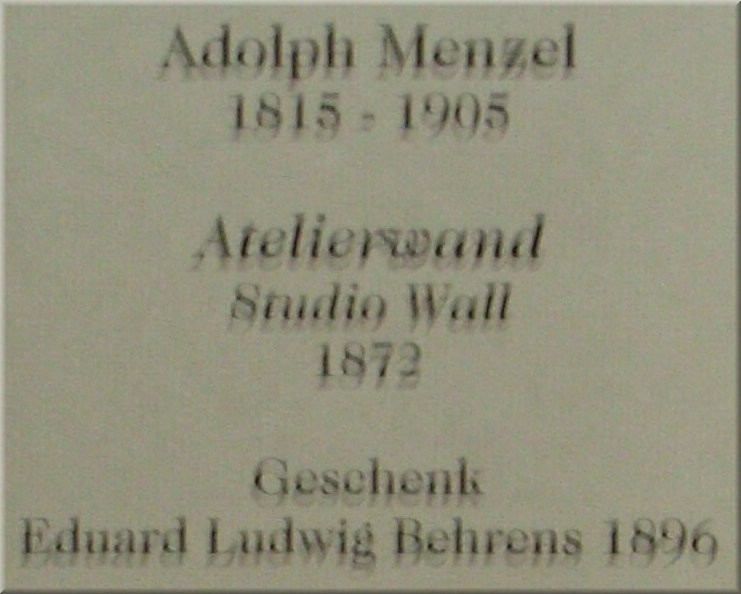 Adolph Menzel
1815 - 1905
Atelierwand
Studio Wall
1872
Geschenk
Eduard Ludwig Behrens 1896